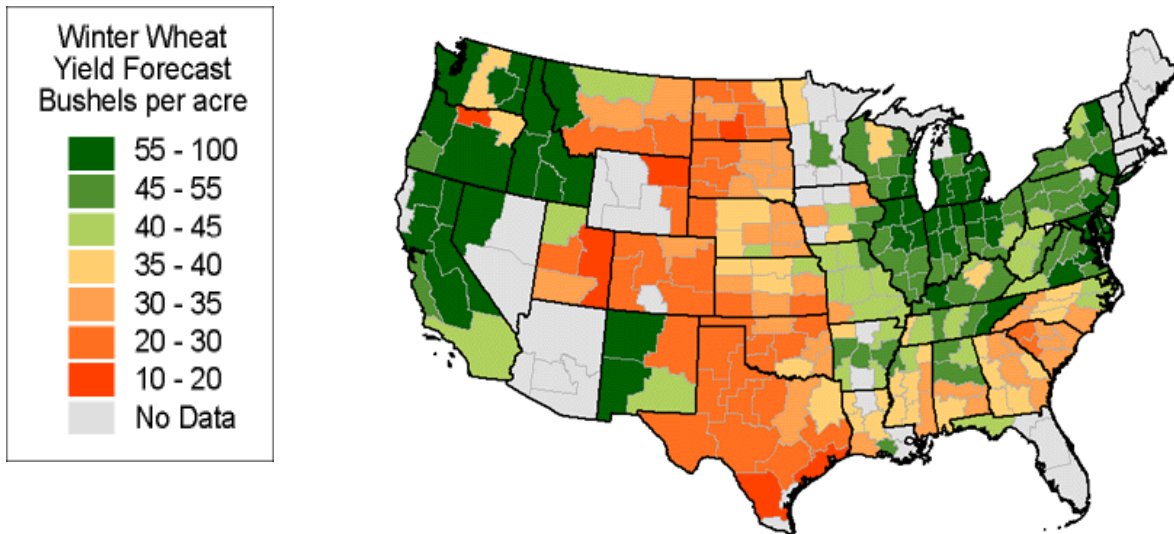 Winter Wheat
Yield Forecast
Bushels per acre
55 - 100
45 - 55
40 - 45
35 - 40
30 - 35
20 - 30
10 - 20
No Data